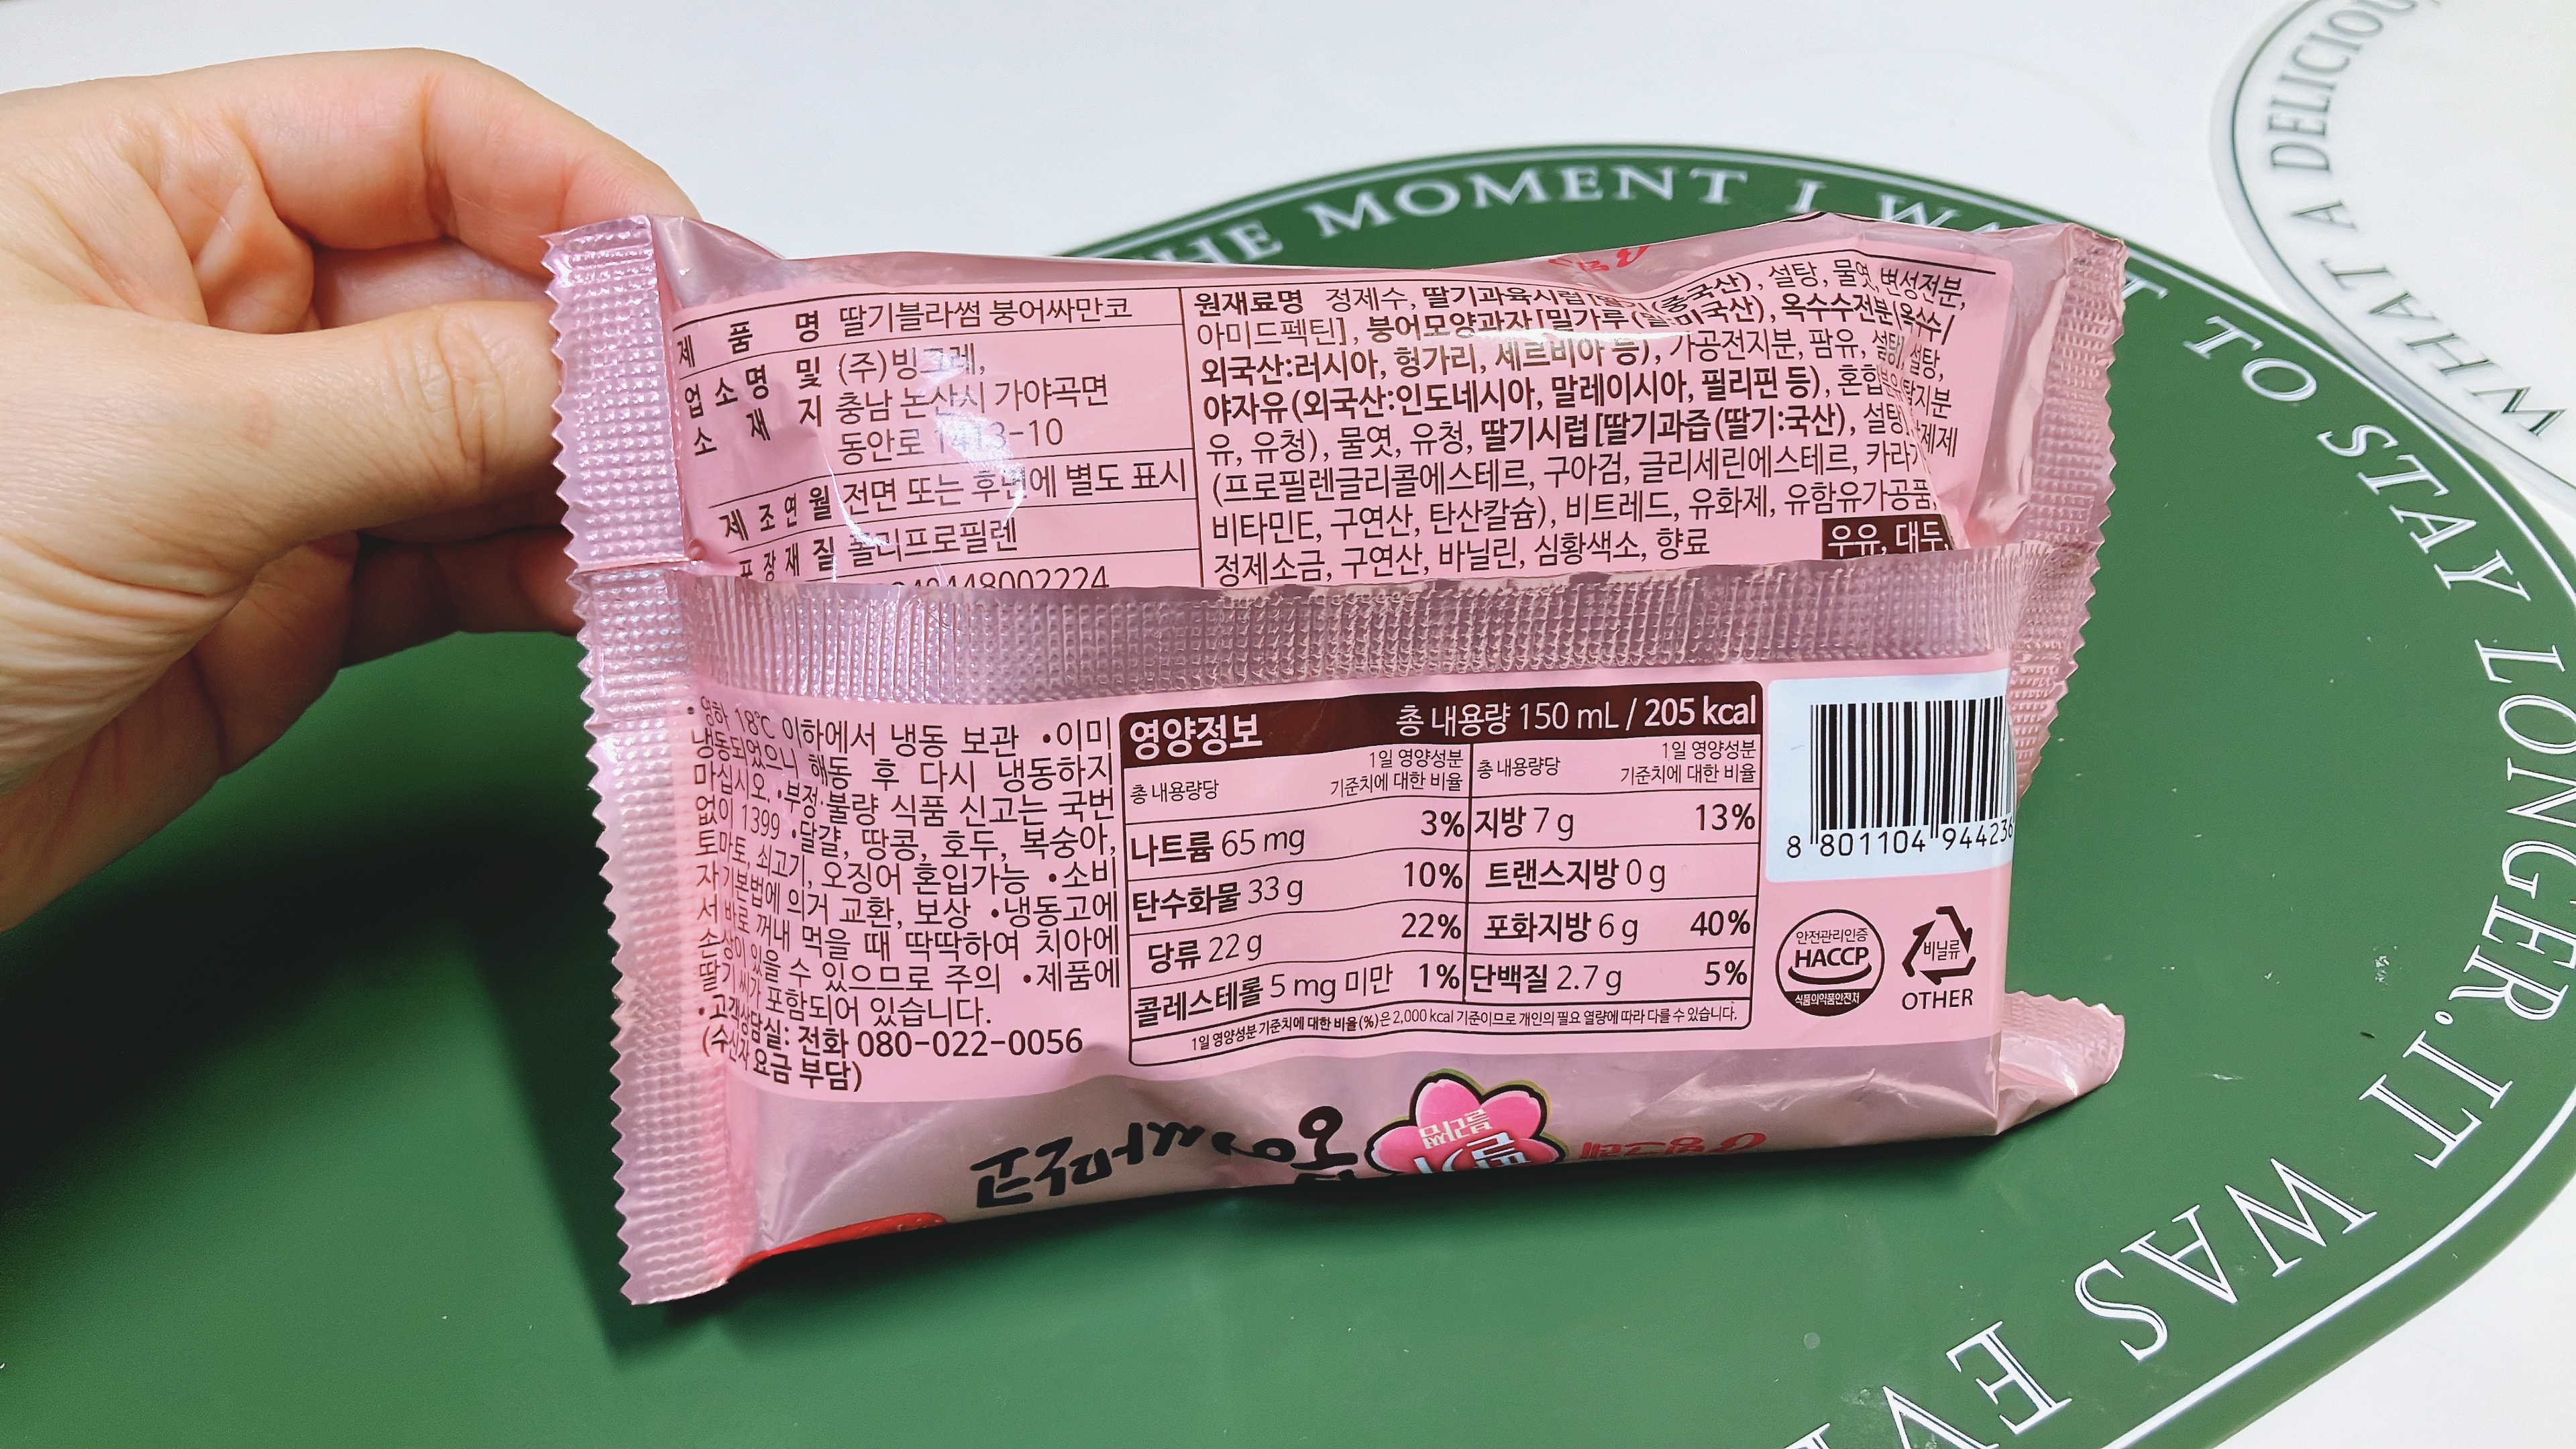 WHAT A DELICIOU
THE MOMENT I WA T TO STAY LONGER. IT WAS EVE
제 품 명 딸기블라썸 붕어싸만코
업소명 및 소재지 (주)빙그레,
충남 논산시 가야곡면
동안로 1413-10
제조연월 전면 또는 후면에 별도 표시
포장재질 폴리프로필렌
040448002224
원재료명 정제수, 딸기과육시럽[딸기(중국산), 설탕, 물엿, 변성전분,
아미드펙틴], 붕어모양과자[밀가루(밀:미국산), 옥수수전분(옥수수/
외국산:러시아, 헝가리, 세르비아 등), 가공전지분, 팜유, 설탕], 설탕,
야자유(외국산:인도네시아, 말레이시아, 필리핀 등), 혼합분유(탈지분
유, 유청), 물엿, 유청, 딸기시럽[딸기과즙(딸기:국산), 설탕],
(프로필렌글리콜에스테르, 구아검, 글리세린에스테르,
비타민E, 구연산, 탄산칼슘), 비트레드, 유화제, 유함유가공품,
정제소금, 구연산, 바닐린, 심황색소, 향료
우유, 대두,
•영하 18℃ 이하에서 냉동 보관 •이미
냉동되었으니 해동 후 다시 냉동하지
마십시오. •부정·불량 식품 신고는 국번
없이 1399 •달걀, 땅콩, 호두, 복숭아,
토마토, 쇠고기, 오징어 혼입가능 •소비
자기본법에 의거 교환, 보상 •냉동고에
서 바로 꺼내 먹을 때 딱딱하여 치아에
손상이 있을 수 있으므로 주의 •제품에
딸기 씨가 포함되어 있습니다.
•고객상담실: 전화 080-022-0056
(수신자 요금 부담)
영양정보 총 내용량 150 mL / 205 kcal
총 내용량당 1일 영양성분 기준치에 대한 비율 총 내용량당 1일 영양성분 기준치에 대한 비율
나트륨 65 mg 3% 지방 7 g 13%
탄수화물 33 g 10% 트랜스지방 0 g
당류 22 g 22% 포화지방 6 g 40%
콜레스테롤 5 mg 미만 1% 단백질 2.7 g 5%
1일 영양성분 기준치에 대한 비율(%)은 2,000 kcal 기준이므로 개인의 필요 열량에 따라 다를 수 있습니다.
8 801104 944236
안전관리인증
HACCP
식품의약품안전처
비닐류
OTHER
붕어싸만코
딸기 블라썸